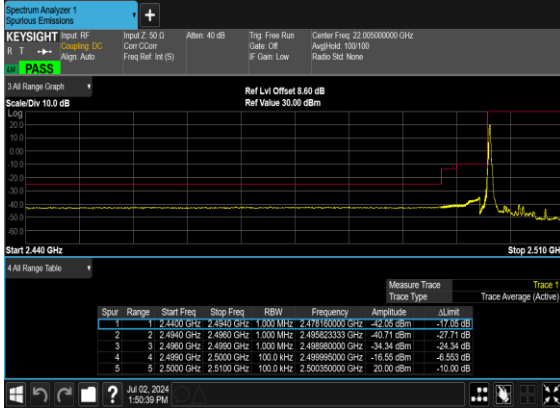 Spectrum Analyzer 1
Spurious Emissions
+
KEYSIGHT Input: RF Input Z: 50 Ω Atten: 40 dB Trig: Free Run Center Freq: 22.005000000 GHz
R T Coupling: DC Corr CCorr Gate: Off Avg|Hold: 100/100
Align: Auto Freq Ref: Int (S) IF Gain: Low Radio Std: None
PASS
3 All Range Graph
Ref Lvl Offset 8.60 dB
Scale/Div 10.0 dB Ref Value 30.00 dBm
Log
20.0
10.0
0.00
-10.0
-20.0
-30.0
-40.0
-50.0
-60.0
Start 2.440 GHz Stop 2.510 GH
4 All Range Table
Measure Trace Trace 1
Trace Type Trace Average (Active)
Spur Range Start Freq Stop Freq RBW Frequency Amplitude ΔLimit
1 1 2.4400 GHz 2.4940 GHz 1.000 MHz 2.478160000 GHz -42.05 dBm -17.05 dB
2 2 2.4940 GHz 2.4960 GHz 1.000 MHz 2.495823333 GHz -40.71 dBm -27.71 dB
3 3 2.4960 GHz 2.4990 GHz 1.000 MHz 2.498980000 GHz -34.34 dBm -24.34 dB
4 4 2.4990 GHz 2.5000 GHz 100.0 kHz 2.499995000 GHz -16.55 dBm -6.553 dB
5 5 2.5000 GHz 2.5100 GHz 100.0 kHz 2.500350000 GHz 20.00 dBm -10.00 dB
?
Jul 02, 2024
1:50:39 PM